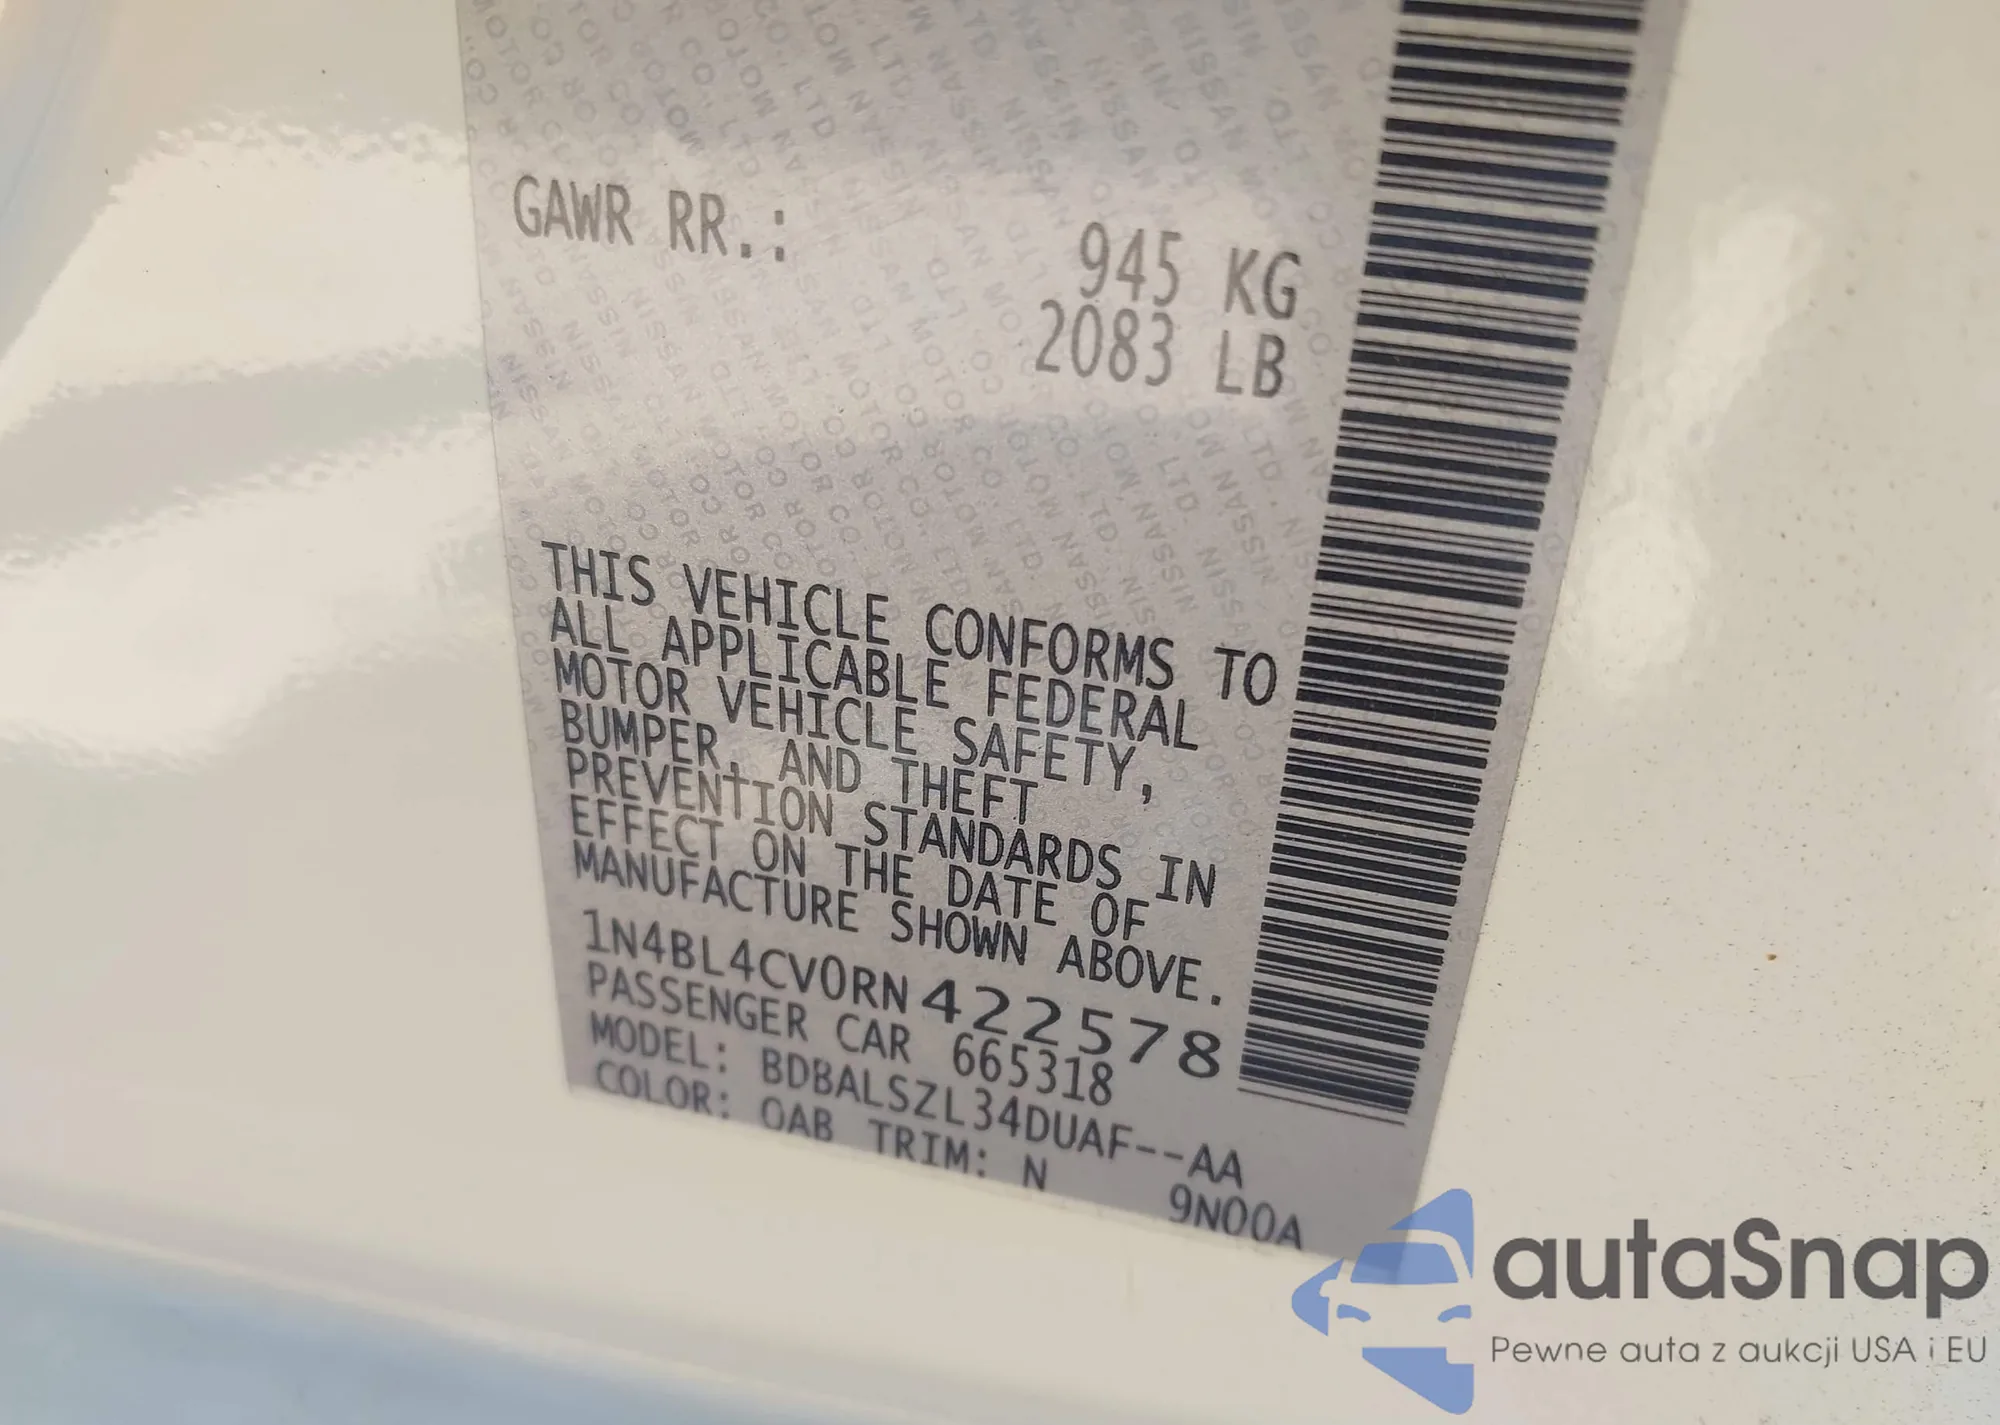 GAWR RR.: 945 KG
2083 LB
THIS VEHICLE CONFORMS TO
ALL APPLICABLE FEDERAL
MOTOR VEHICLE SAFETY,
BUMPER, AND THEFT
PREVENTION STANDARDS IN
EFFECT ON THE DATE OF
MANUFACTURE SHOWN ABOVE.
1N4BL4CV0RN422578
PASSENGER CAR 665318
MODEL: BDBALSZL34DUAF--AA
COLOR: QAB TRIM: N 9N00A
autaSnap
Pewne auta z aukcji USA i EU